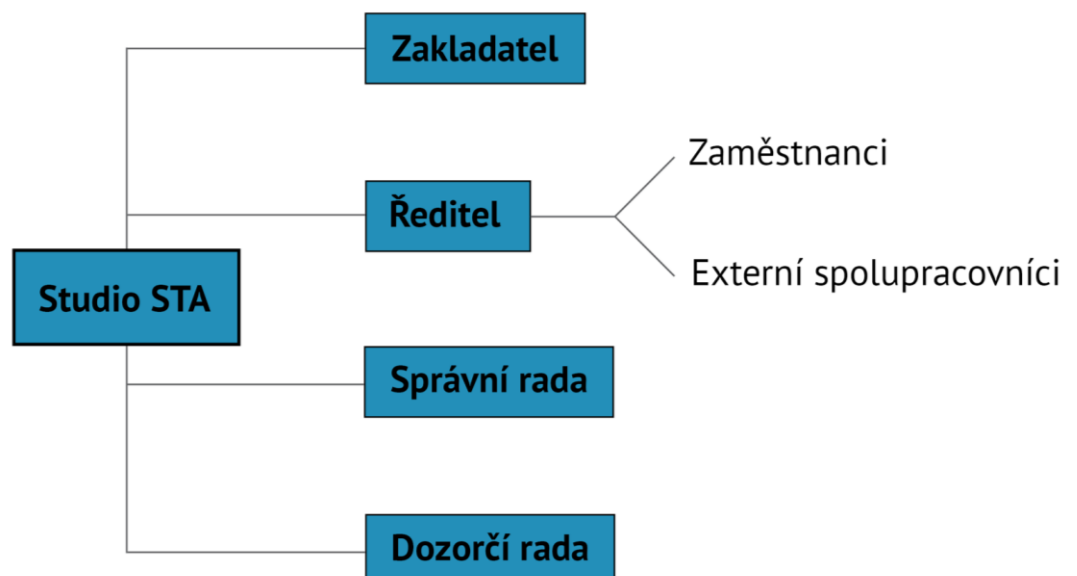 Zakladatel
Zaměstnanci
Ředitel
Externí spolupracovníci
Studio STA
Správní rada
Dozorčí rada